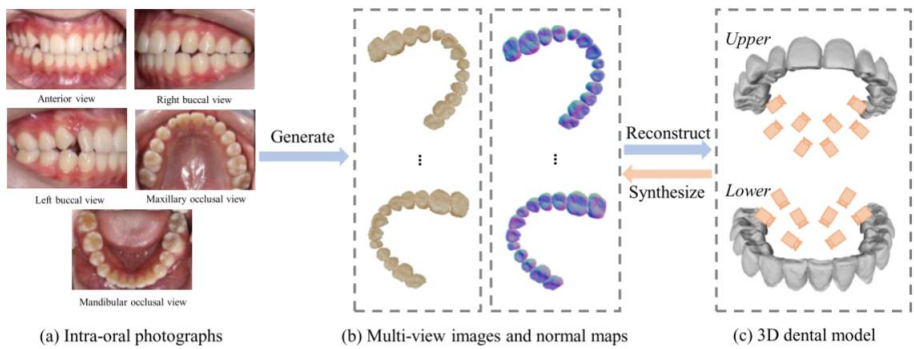 Anterior view
Right buccal view
Left buccal view
Maxillary occlusal view
Mandibular occlusal view
(a) Intra-oral photographs
Generate
...
...
(b) Multi-view images and normal maps
Reconstruct
Synthesize
Upper
Lower
(c) 3D dental model